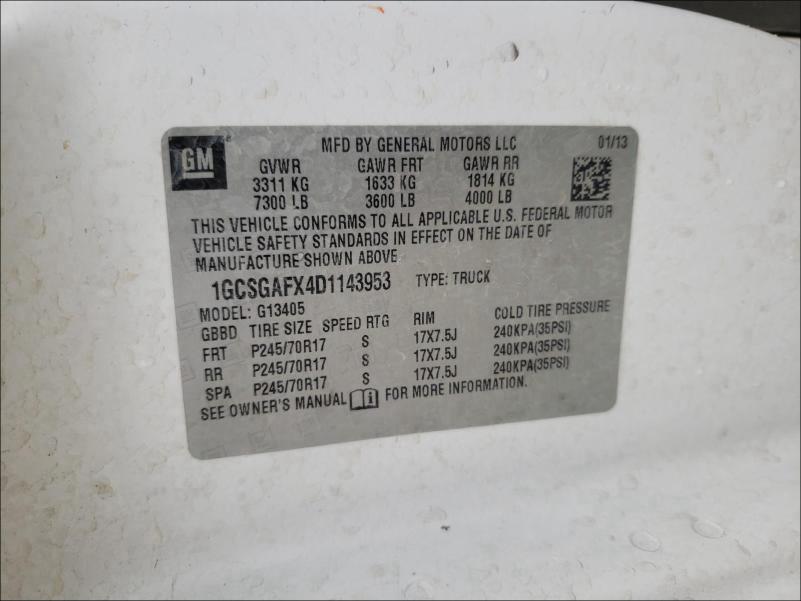 GM
MFD BY GENERAL MOTORS LLC 01/13
GVWR GAWR FRT GAWR RR
3311 KG 1633 KG 1814 KG
7300 LB 3600 LB 4000 LB
THIS VEHICLE CONFORMS TO ALL APPLICABLE U.S. FEDERAL MOTOR
VEHICLE SAFETY STANDARDS IN EFFECT ON THE DATE OF
MANUFACTURE SHOWN ABOVE.
1GCSGAFX4D1143953 TYPE: TRUCK
MODEL: G13405
GBBD TIRE SIZE SPEED RTG RIM COLD TIRE PRESSURE
FRT P245/70R17 S 17X7.5J 240KPA(35PSI)
RR P245/70R17 S 17X7.5J 240KPA(35PSI)
SPA P245/70R17 S 17X7.5J 240KPA(35PSI)
SEE OWNER'S MANUAL i FOR MORE INFORMATION.